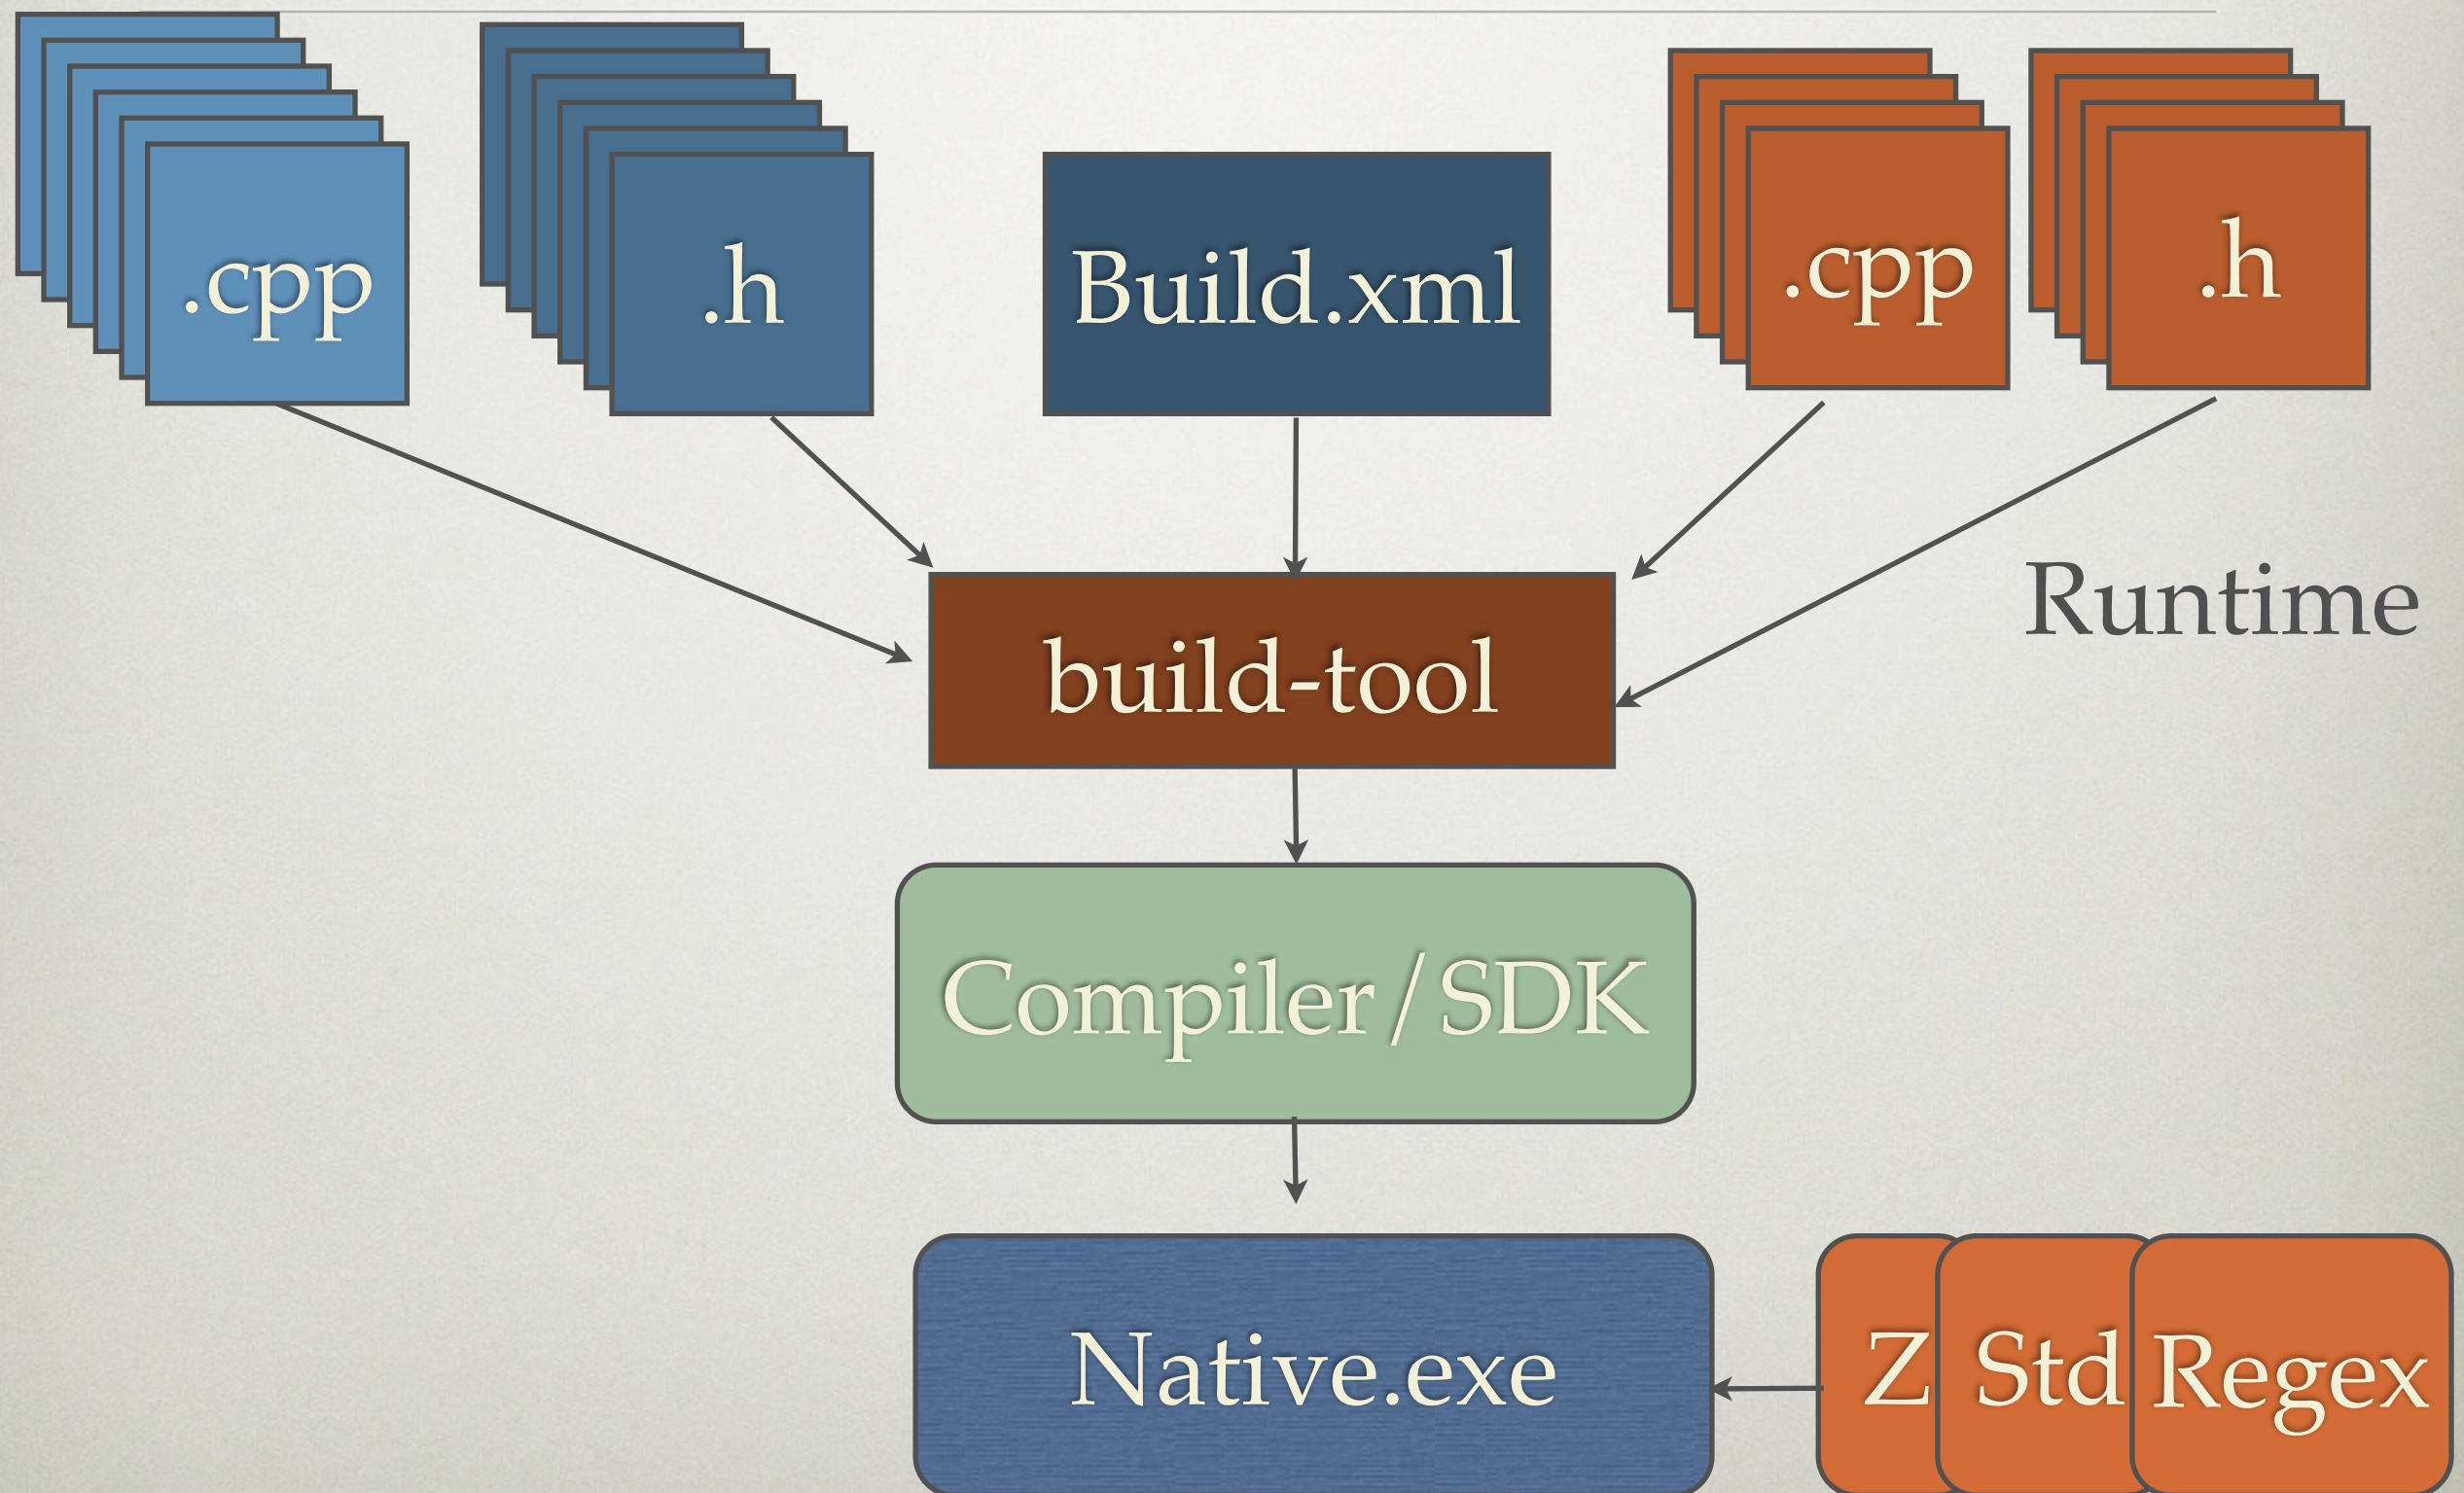 .cpp
.h
Build.xml
.cpp
.h
Runtime
build-tool
Compiler/SDK
Native.exe
Z
Std
Regex